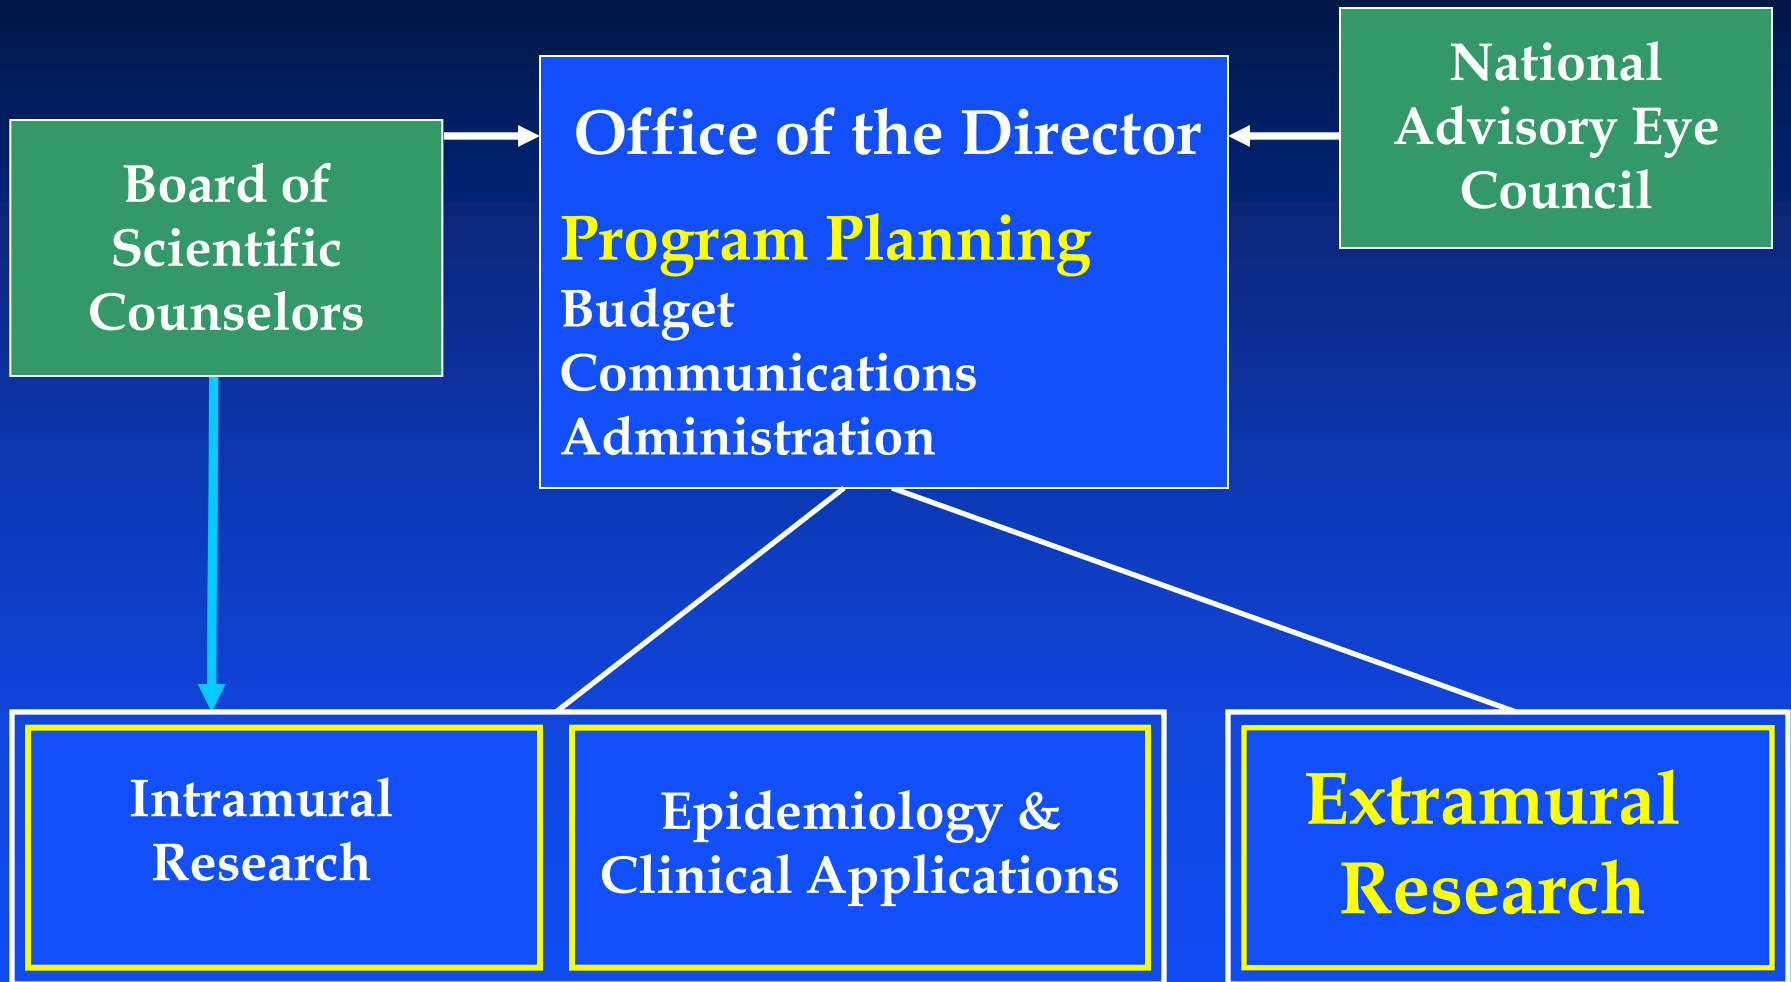 Board of
Scientific
Counselors
Office of the Director
Program Planning
Budget
Communications
Administration
National
Advisory Eye
Council
Intramural
Research
Epidemiology &
Clinical Applications
Extramural
Research